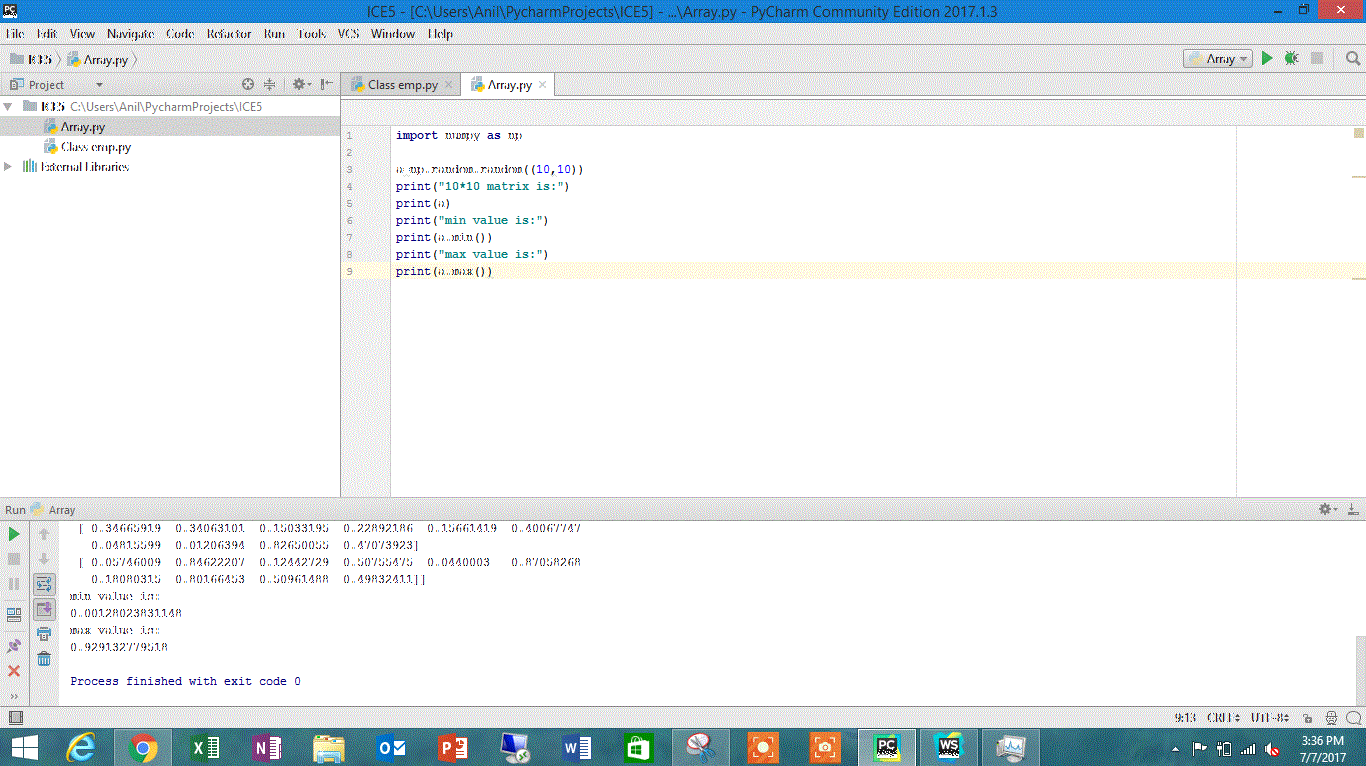 ICE5 - [C:\Users\Anil\PycharmProjects\ICE5] - ...\Array.py - PyCharm Community Edition 2017.1.3
File Edit View Navigate Code Refactor Run Tools VCS Window Help
ICE5 Array.py
Array
Project
Class emp.py Array.py
ICE5 C:\Users\Anil\PycharmProjects\ICE5
Array.py
Class emp.py
External Libraries
1 import numpy as np
2
3 a=np.random.random((10,10))
4 print("10*10 matrix is:")
5 print(a)
6 print("min value is:")
7 print(a.min())
8 print("max value is:")
9 print(a.max())
Run Array
[ 0.34665919 0.34063101 0.15033195 0.22892186 0.15661419 0.40067747
0.04815599 0.01206394 0.82650055 0.47073923]
[ 0.05746009 0.84622207 0.12442729 0.50755475 0.0440003 0.87058268
0.18080315 0.80166453 0.50961488 0.49832411]]
min value is:
0.00128023831148
max value is:
0.929132779518
Process finished with exit code 0
9:13 CRLF UTF-8
PC WS
3:36 PM
7/7/2017